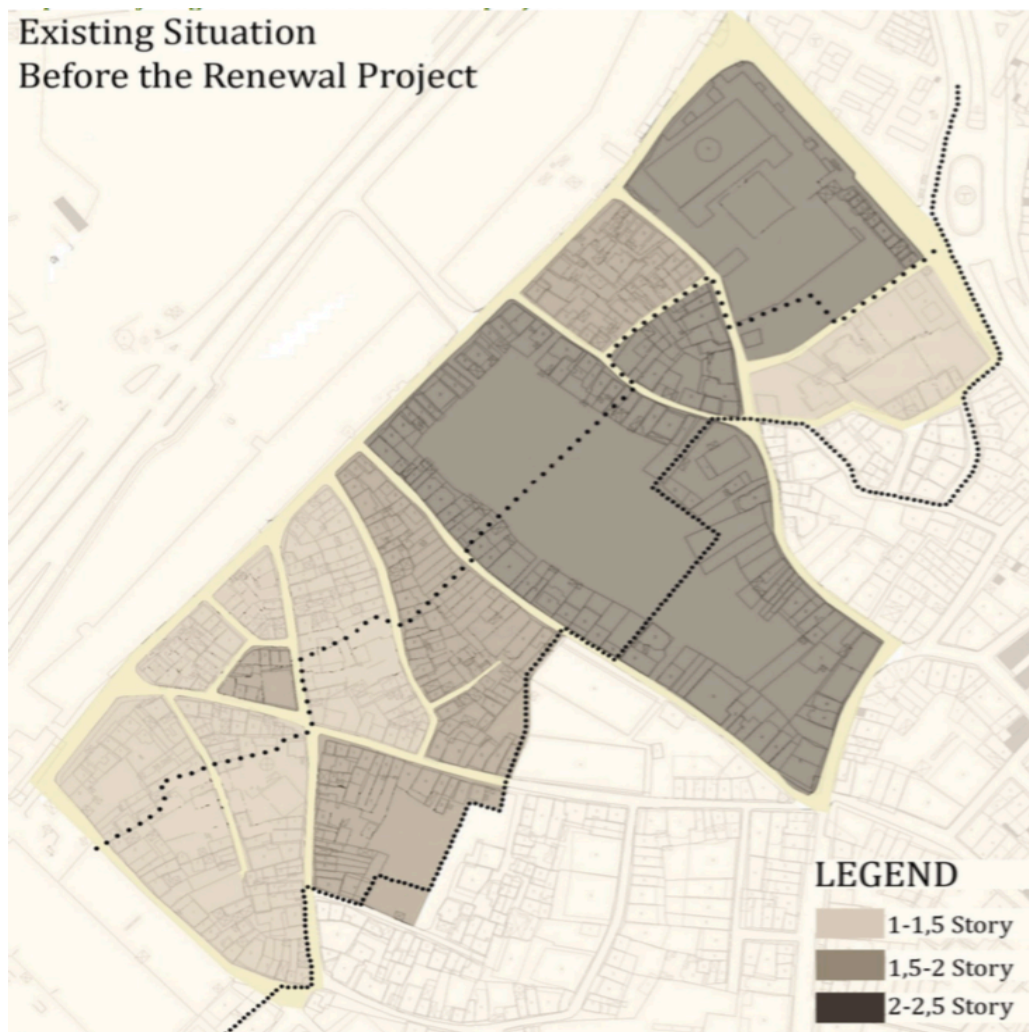 Existing Situation
Before the Renewal Project
LEGEND
1-1,5 Story
1,5-2 Story
2-2,5 Story